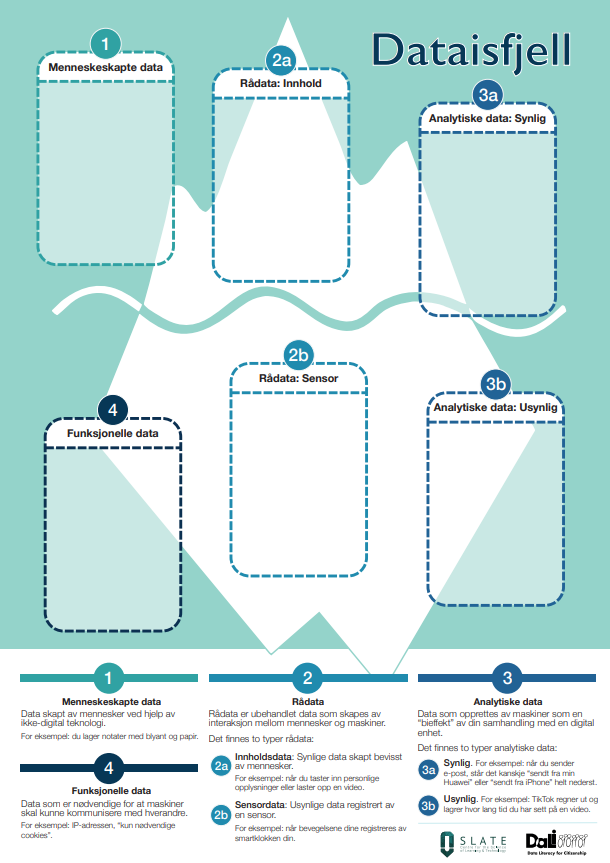 Dataisfjell
1
Menneskeskapte data
2a
Rådata: Innhold
3a
Analytiske data: Synlig
2b
Rådata: Sensor
3b
Analytiske data: Usynlig
4
Funksjonelle data
1
Menneskeskapte data
Data skapt av mennesker ved hjelp av
ikke-digital teknologi.
For eksempel: du lager notater med blyant og papir.
4
Funksjonelle data
Data som er nødvendige for at maskiner
skal kunne kommunisere med hverandre.
For eksempel: IP-adressen, “kun nødvendige
cookies”.
2
Rådata
Rådata er ubehandlet data som skapes av
interaksjon mellom mennesker og maskiner.
Det finnes to typer rådata:
2a
Innholdsdata: Synlige data skapt bevisst
av mennesker.
For eksempel: når du taster inn personlige
opplysninger eller laster opp en video.
2b
Sensordata: Usynlige data registrert av
en sensor.
For eksempel: når bevegelsene dine registreres av
smartklokken din.
3
Analytiske data
Data som opprettes av maskiner som en
“bieffekt” av din samhandling med en digital
enhet.
Det finnes to typer analytiske data:
3a
Synlig. For eksempel: når du sender
e-post, står det kanskje “sendt fra min
Huawei” eller “sendt fra iPhone” helt nederst.
3b
Usynlig. For eksempel: TikTok regner ut og
lagrer hvor lang tid du har sett på en video.
SLATE
DaLi
Data Literacy for Citizenship